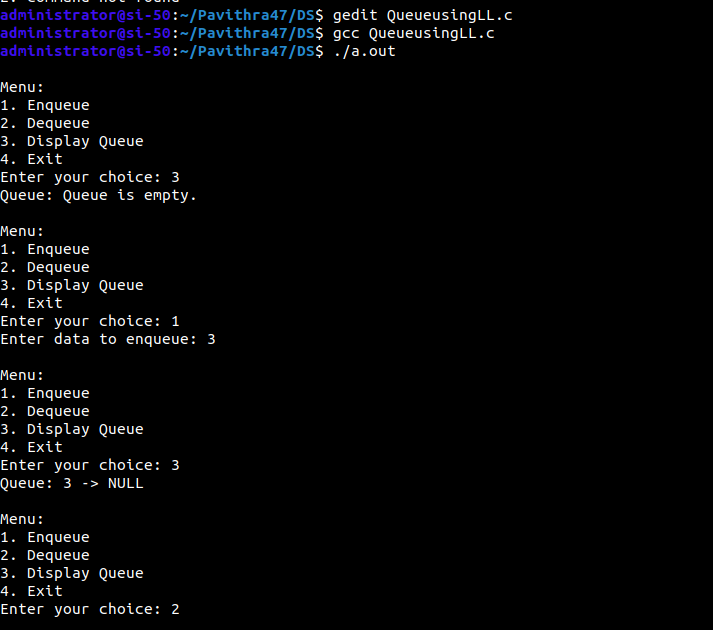 2: command not found
administrator@si-50:~/Pavithra47/DS$ gedit QueueusingLL.c
administrator@si-50:~/Pavithra47/DS$ gcc QueueusingLL.c
administrator@si-50:~/Pavithra47/DS$ ./a.out
Menu:
1. Enqueue
2. Dequeue
3. Display Queue
4. Exit
Enter your choice: 3
Queue: Queue is empty.
Menu:
1. Enqueue
2. Dequeue
3. Display Queue
4. Exit
Enter your choice: 1
Enter data to enqueue: 3
Menu:
1. Enqueue
2. Dequeue
3. Display Queue
4. Exit
Enter your choice: 3
Queue: 3 -> NULL
Menu:
1. Enqueue
2. Dequeue
3. Display Queue
4. Exit
Enter your choice: 2